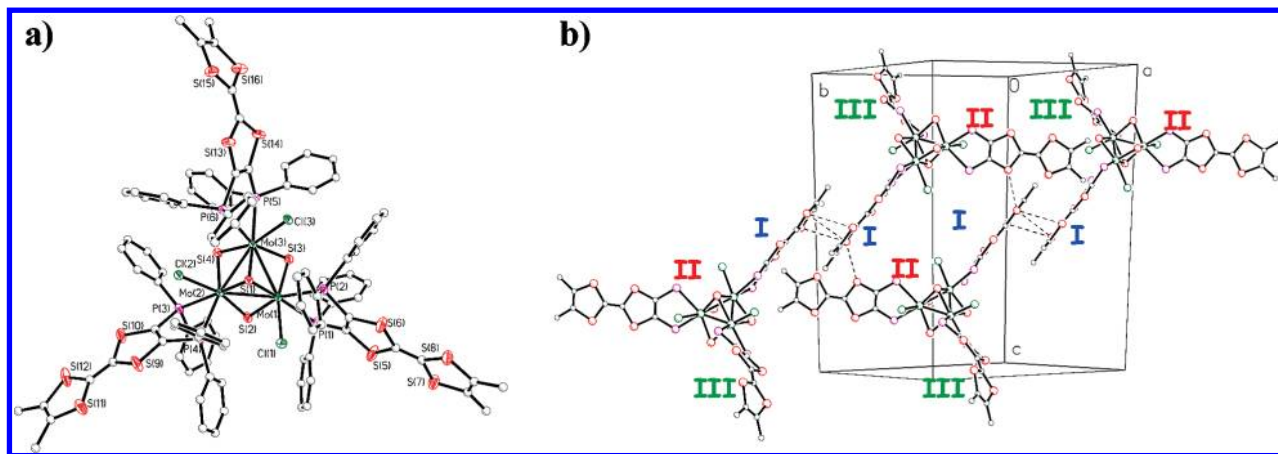 a)
S(15)
S(16)
S(13)
S(14)
P(6)
P(5)
Cl(3)
Mo(3)
S(4)
S(3)
Cl(2)
S(1)
Mo(2)
P(2)
P(3)
Mo(1)
S(2)
S(10)
P(4)
P(1)
S(6)
Cl(1)
S(12)
S(9)
S(5)
S(8)
S(7)
S(11)
b)
b
0
a
III
II
III
II
I
I
I
I
II
II
c
III
III